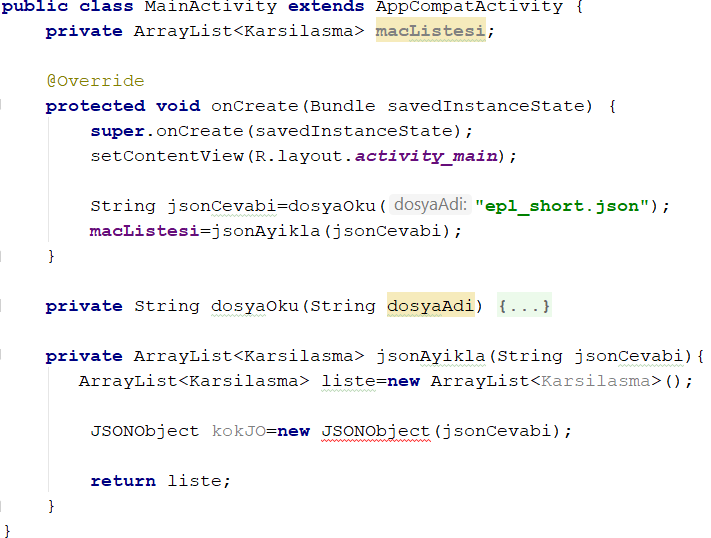 public class MainActivity extends AppCompatActivity {
    private ArrayList<Karsilasma> macListesi;

    @Override
    protected void onCreate(Bundle savedInstanceState) {
        super.onCreate(savedInstanceState);
        setContentView(R.layout.activity_main);

        String jsonCevabi=dosyaOku( dosyaAdi: "epl_short.json");
        macListesi=jsonAyikla(jsonCevabi);
    }

    private String dosyaOku(String dosyaAdi) {...}

    private ArrayList<Karsilasma> jsonAyikla(String jsonCevabi){
       ArrayList<Karsilasma> liste=new ArrayList<Karsilasma>();

        JSONObject kokJO=new JSONObject(jsonCevabi);

        return liste;
    }
}